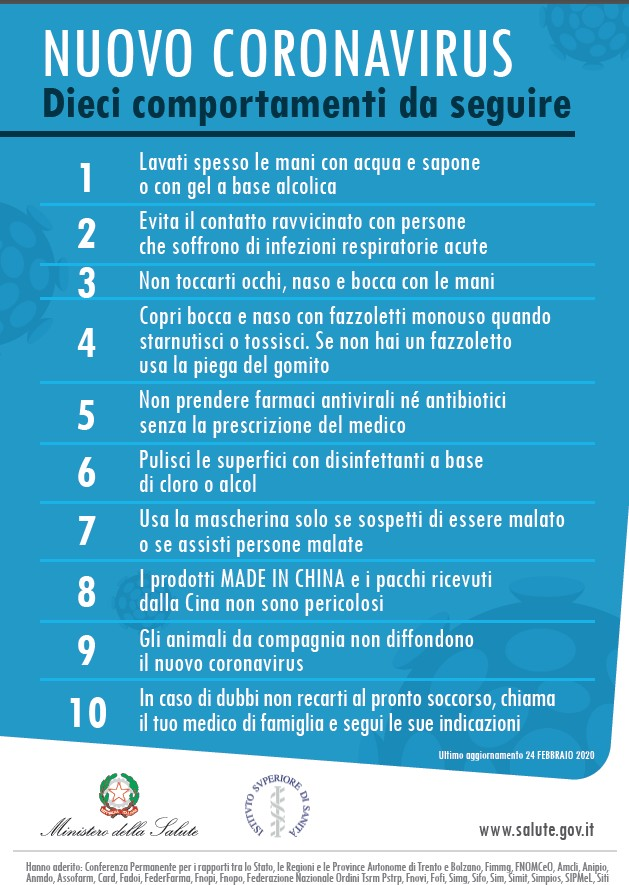 NUOVO CORONAVIRUS
Dieci comportamenti da seguire
1
Lavati spesso le mani con acqua e sapone
o con gel a base alcolica
2
Evita il contatto ravvicinato con persone
che soffrono di infezioni respiratorie acute
3
Non toccarti occhi, naso e bocca con le mani
4
Copri bocca e naso con fazzoletti monouso quando
starnutisci o tossisci. Se non hai un fazzoletto
usa la piega del gomito
5
Non prendere farmaci antivirali né antibiotici
senza la prescrizione del medico
6
Pulisci le superfici con disinfettanti a base
di cloro o alcol
7
Usa la mascherina solo se sospetti di essere malato
o se assisti persone malate
8
I prodotti MADE IN CHINA e i pacchi ricevuti
dalla Cina non sono pericolosi
9
Gli animali da compagnia non diffondono
il nuovo coronavirus
10
In caso di dubbi non recarti al pronto soccorso, chiama
il tuo medico di famiglia e segui le sue indicazioni
Ultimo aggiornamento 24 FEBBRAIO 2020
Ministero della Salute
ISTITVTO SVPERIORE DI SANITÀ
www.salute.gov.it
Hanno aderito: Conferenza Permanente per i rapporti tra lo Stato, le Regioni e le Province Autonome di Trento e Bolzano, Fimmg, FNOMCeO, Amcli, Anipio,
Anmdo, Assofarm, Card, Fadoi, FederFarma, Fnopi, Fnopo, Federazione Nazionale Ordini Tsrm Pstrp, Fnovi, Fofi, Simg, Sifo, Sim, Simit, Simpios, SIPMeL, Siti